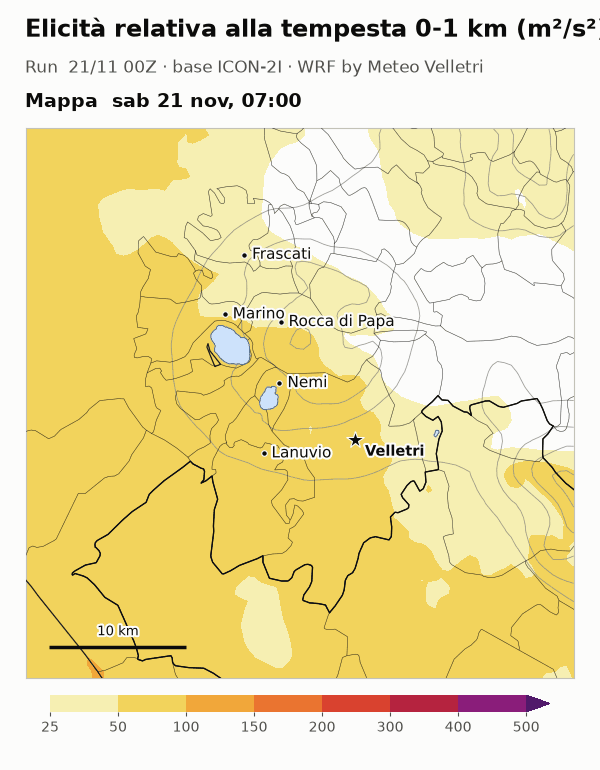 Elicità relativa alla tempesta 0-1 km (m²/s²)
Run 21/11 00Z · base ICON-2I · WRF by Meteo Velletri
Mappa sab 21 nov, 07:00
Frascati
Marino
Rocca di Papa
Nemi
Velletri
Lanuvio
10 km
25 50 100 150 200 300 400 500